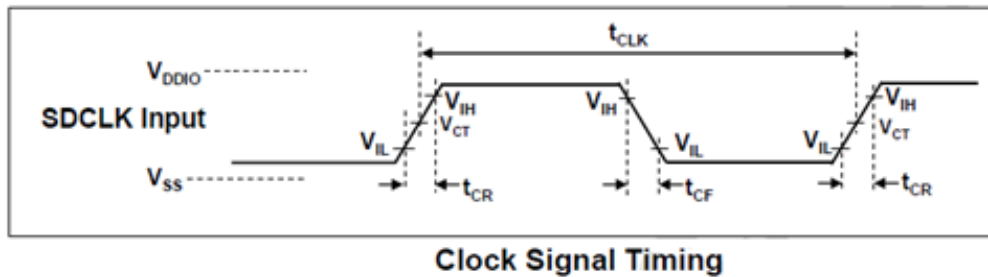 tCLK
VDDIO
SDCLK Input
VIH
VIH
VIH
VCT
VCT
VIL
VIL
VIL
VSS
tCR
tCF
tCR
Clock Signal Timing